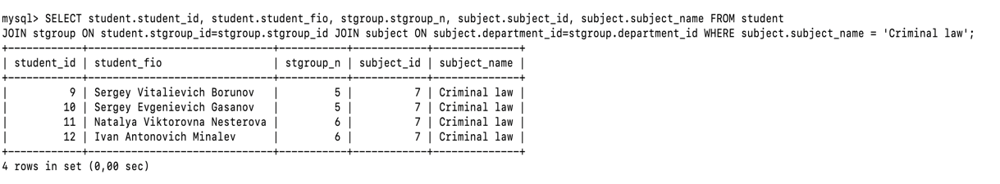 mysql> SELECT student.student_id, student.student_fio, stgroup.stgroup_n, subject.subject_id, subject.subject_name FROM student
JOIN stgroup ON student.stgroup_id=stgroup.stgroup_id JOIN subject ON subject.department_id=stgroup.department_id WHERE subject.subject_name = 'Criminal law';
+------------+---------------------------+-----------+------------+--------------+
| student_id | student_fio               | stgroup_n | subject_id | subject_name |
+------------+---------------------------+-----------+------------+--------------+
|          9 | Sergey Vitalievich Borunov    |         5 |          7 | Criminal law |
|         10 | Sergey Evgenievich Gasanov    |         5 |          7 | Criminal law |
|         11 | Natalya Viktorovna Nesterova |         6 |          7 | Criminal law |
|         12 | Ivan Antonovich Minalev      |         6 |          7 | Criminal law |
+------------+---------------------------+-----------+------------+--------------+
4 rows in set (0,00 sec)